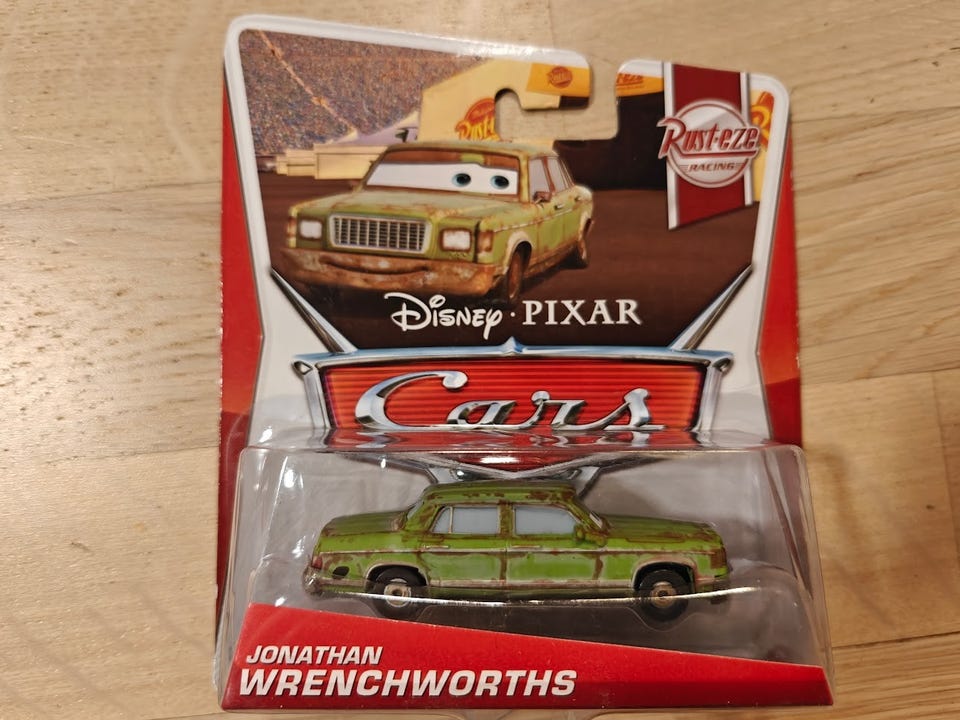 Rust-eze
RACING
Disney · PIXAR
Cars
JONATHAN
WRENCHWORTHS